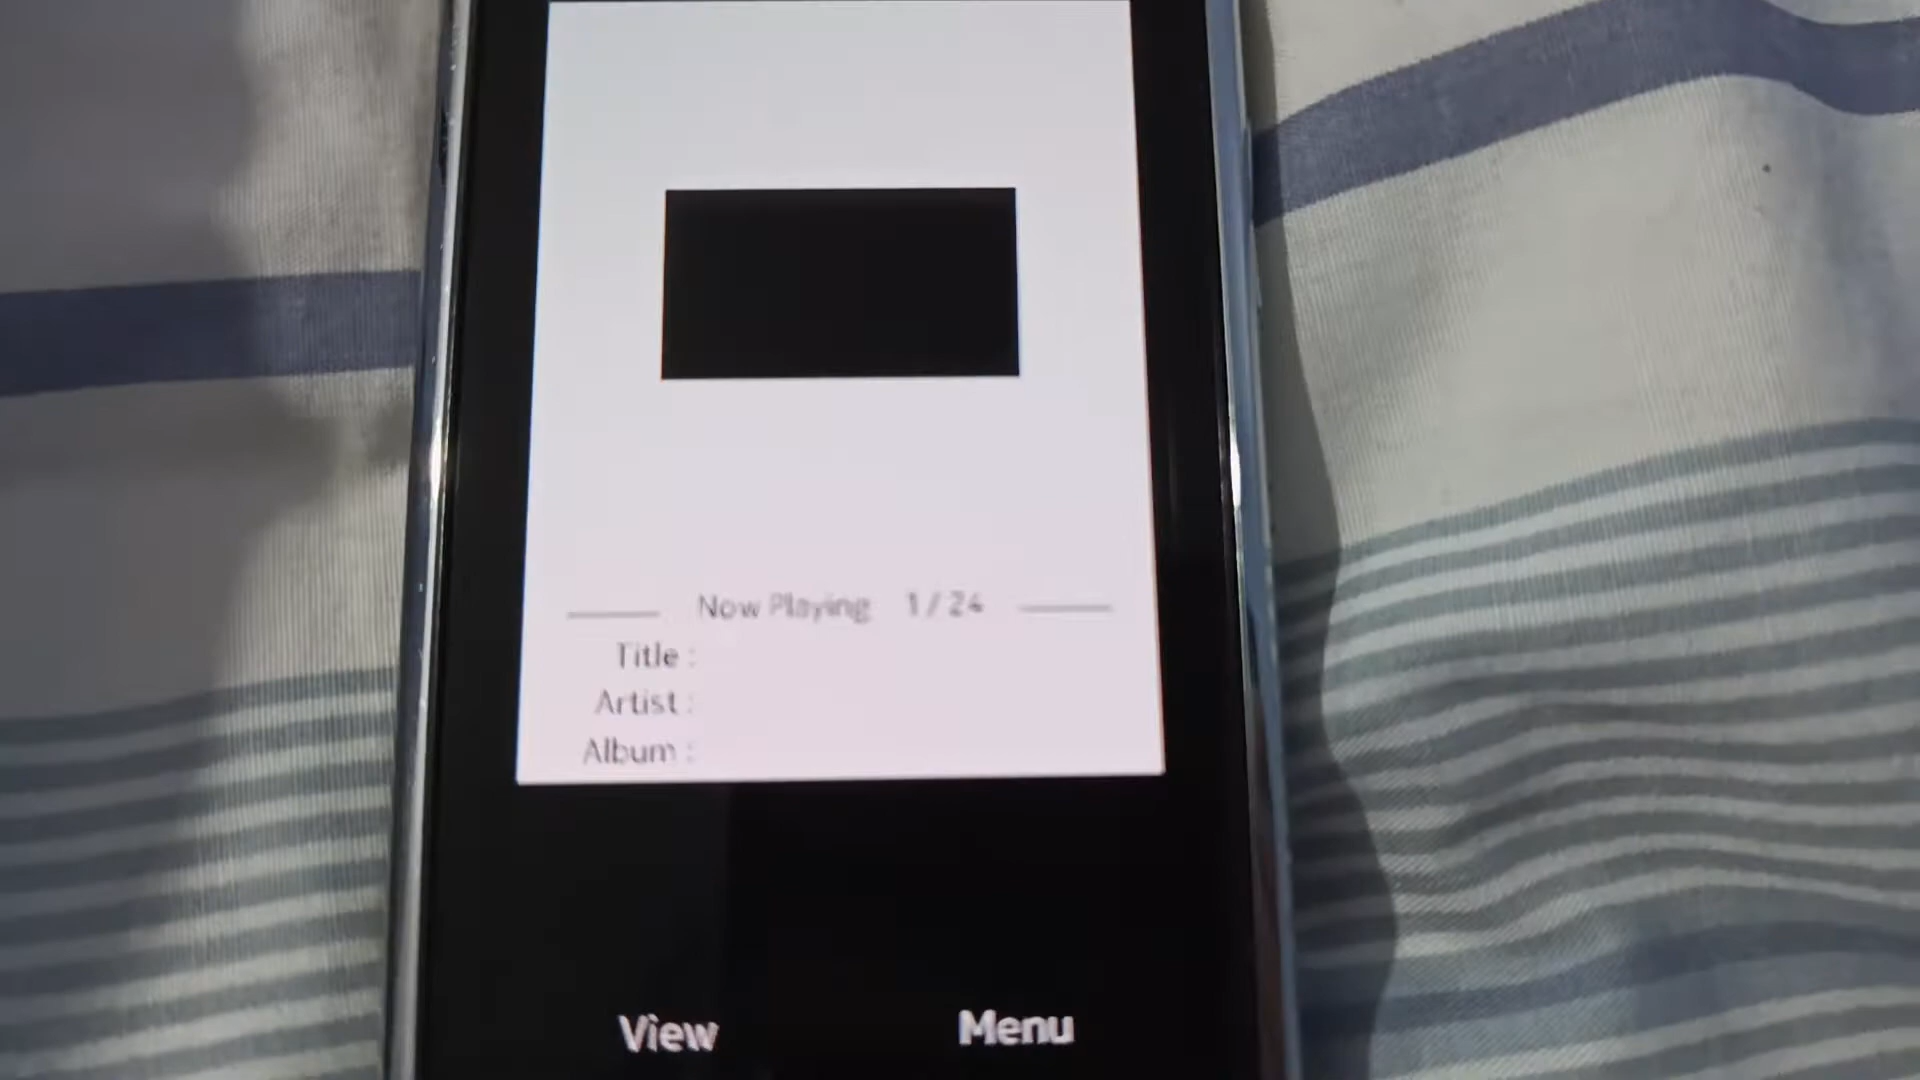 Now Playing 1 / 24
Title :
Artist :
Album :
View Menu